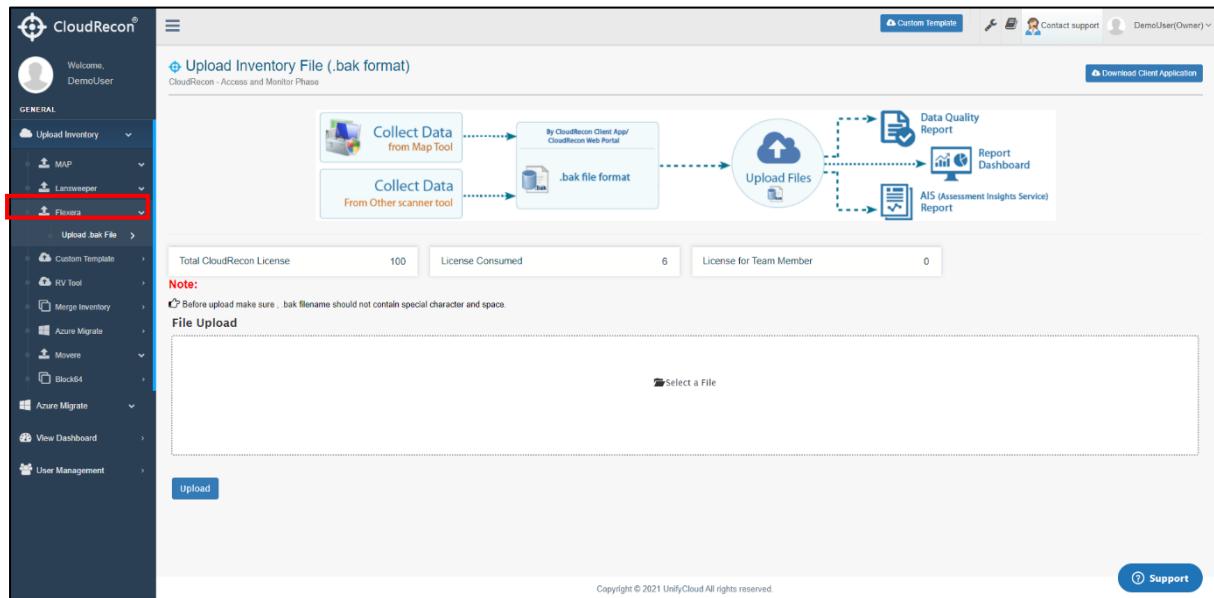 CloudRecon®
Welcome,
DemoUser
GENERAL
Upload Inventory
MAP
Lansweeper
Flexera
Upload .bak File
Custom Template
RV Tool
Merge Inventory
Azure Migrate
Movere
Block64
Azure Migrate
View Dashboard
User Management
Custom Template
Contact support
DemoUser(Owner)
Upload Inventory File (.bak format)
CloudRecon - Access and Monitor Phase
Download Client Application
Collect Data
from Map Tool
Collect Data
From Other scanner tool
By CloudRecon Client App/
CloudRecon Web Portal
.bak
.bak file format
Upload Files
Data Quality
Report
Report
Dashboard
AIS (Assessment Insights Service)
Report
Total CloudRecon License 100
License Consumed 6
License for Team Member 0
Note:
Before upload make sure , .bak filename should not contain special character and space.
File Upload
Select a File
Upload
Copyright © 2021 UnifyCloud All rights reserved.
Support